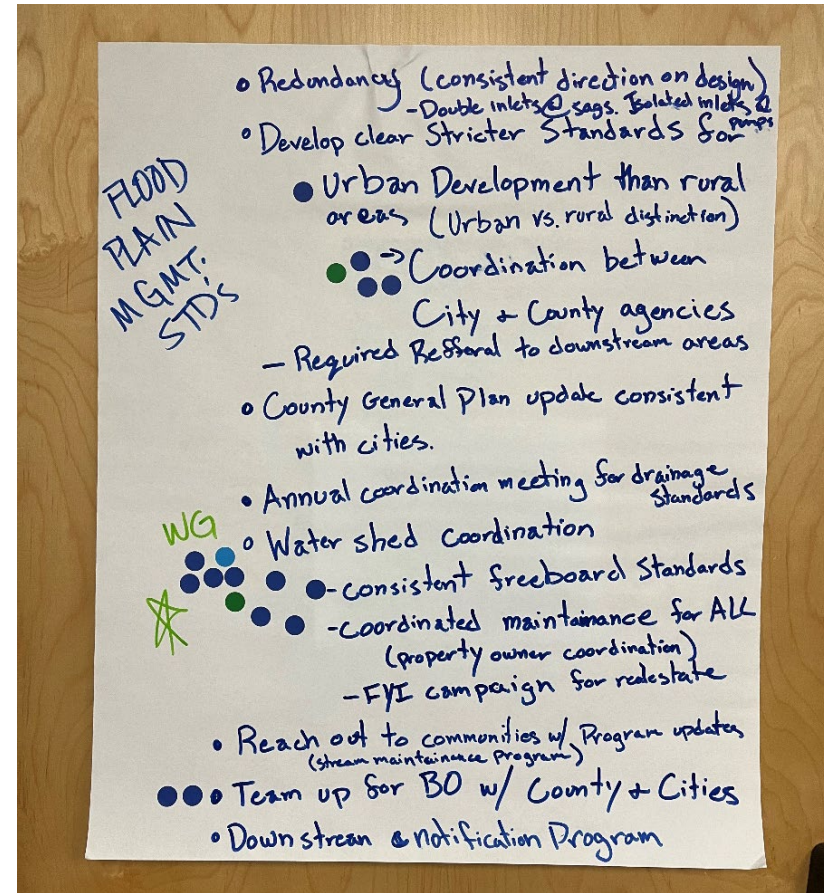 FLOOD
PLAIN
MGMT.
STD's
• Redundancy (consistent direction on design)
- Double inlets @ sags. Isolated inlets @
pumps
• Develop clear Stricter Standards for
Urban Development than rural
areas (Urban vs. rural distinction)
→ Coordination between
City & County agencies
- Required Refferal to downstream areas
• County General Plan update consistent
with cities.
• Annual coordination meeting for drainage
Standards
WG
• Water shed Coordination
- consistent freeboard Standards
- coordinated maintainance for ALL
(property owner coordination)
- FYI campaign for realestate
• Reach out to communities w/ Program updates
(stream maintainance Program)
• Team up for BO w/ County & Cities
• Down stream notification Program